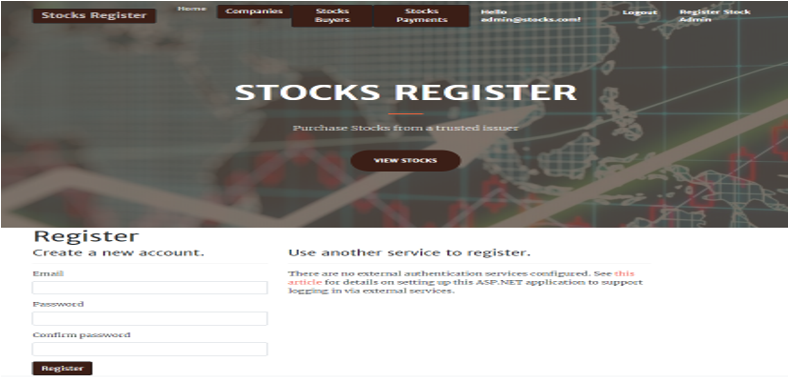 Stocks Register
Home
Companies
Stocks
Buyers
Stocks
Payments
Hello
admin@stocks.com!
Logout
Register Stock
Admin
STOCKS REGISTER
Purchase Stocks from a trusted issuer
VIEW STOCKS
Register
Create a new account.
Email
Password
Confirm password
Register
Use another service to register.
There are no external authentication services configured. See this
article for details on setting up this ASP.NET application to support
logging in via external services.